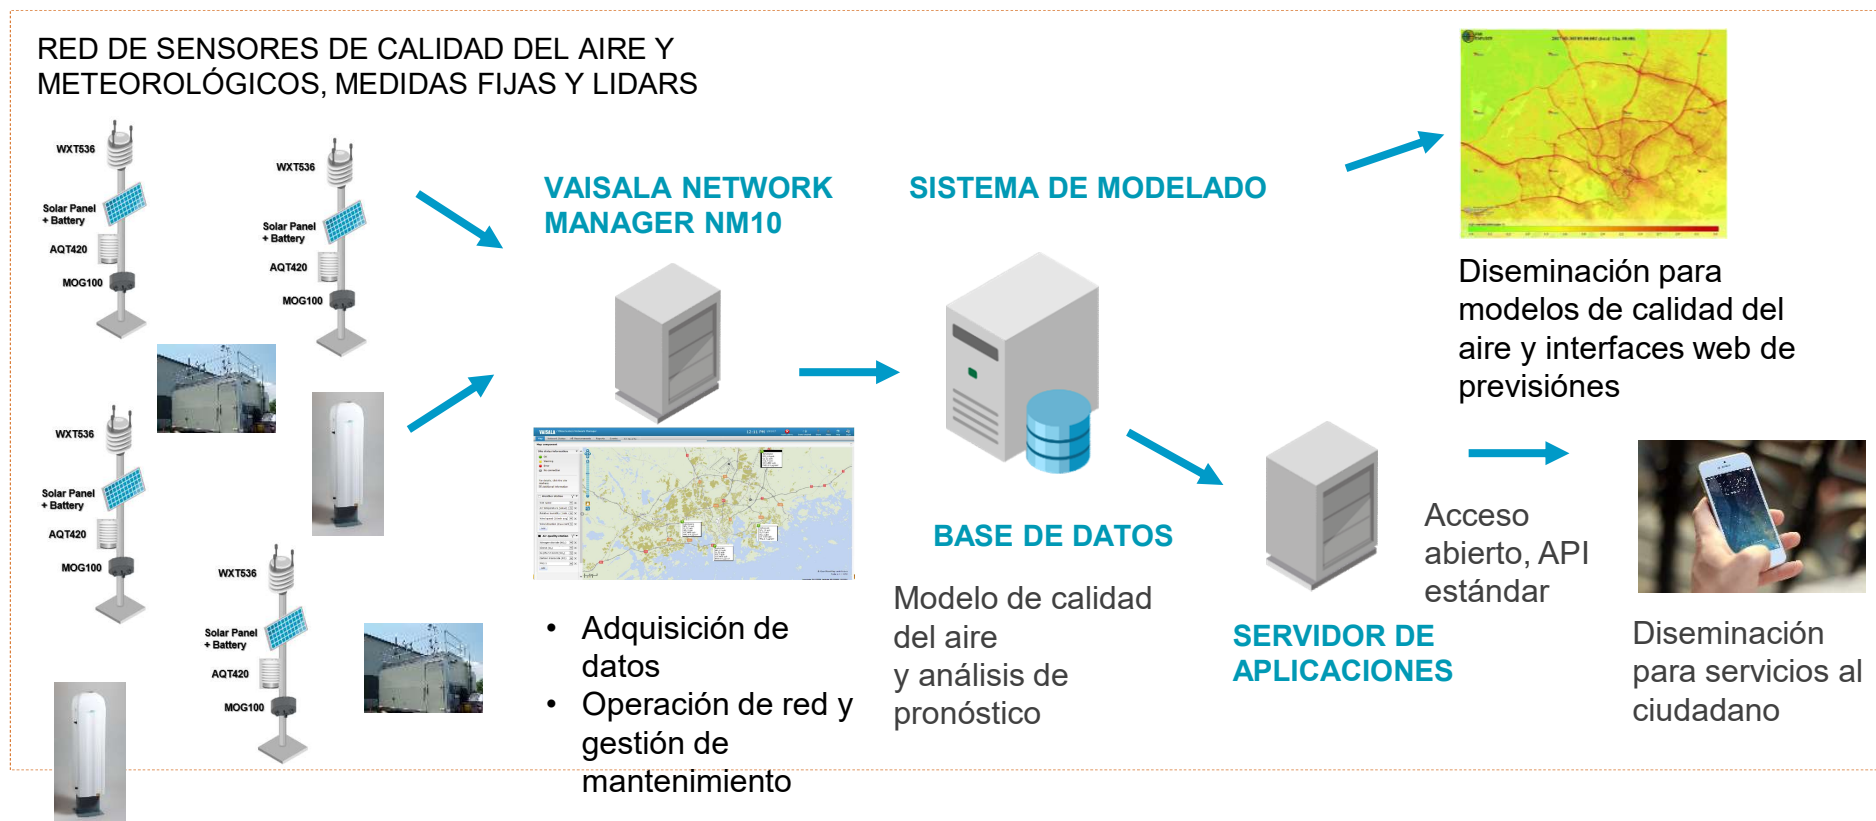 RED DE SENSORES DE CALIDAD DEL AIRE Y
METEOROLÓGICOS, MEDIDAS FIJAS Y LIDARS
WXT536
Solar Panel
+ Battery
AQT420
MOG100
WXT536
Solar Panel
+ Battery
AQT420
MOG100
WXT536
Solar Panel
+ Battery
AQT420
MOG100
WXT536
Solar Panel
+ Battery
AQT420
MOG100
VAISALA NETWORK
MANAGER NM10
VAISALA
• Adquisición de
datos
• Operación de red y
gestión de
mantenimiento
SISTEMA DE MODELADO
BASE DE DATOS
Modelo de calidad
del aire
y análisis de
pronóstico
SERVIDOR DE
APLICACIONES
Diseminación para
modelos de calidad del
aire y interfaces web de
previsiónes
Acceso
abierto, API
estándar
Diseminación
para servicios al
ciudadano